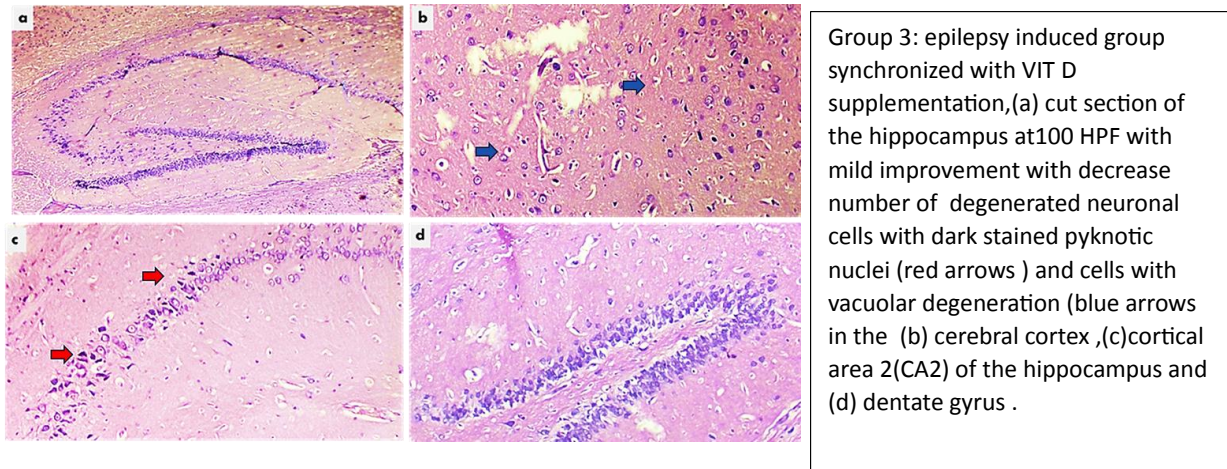 a
b
c
d
Group 3: epilepsy induced group
synchronized with VIT D
supplementation,(a) cut section of
the hippocampus at100 HPF with
mild improvement with decrease
number of  degenerated neuronal
cells with dark stained pyknotic
nuclei (red arrows ) and cells with
vacuolar degeneration (blue arrows
in the  (b) cerebral cortex ,(c)cortical
area 2(CA2) of the hippocampus and
(d) dentate gyrus .